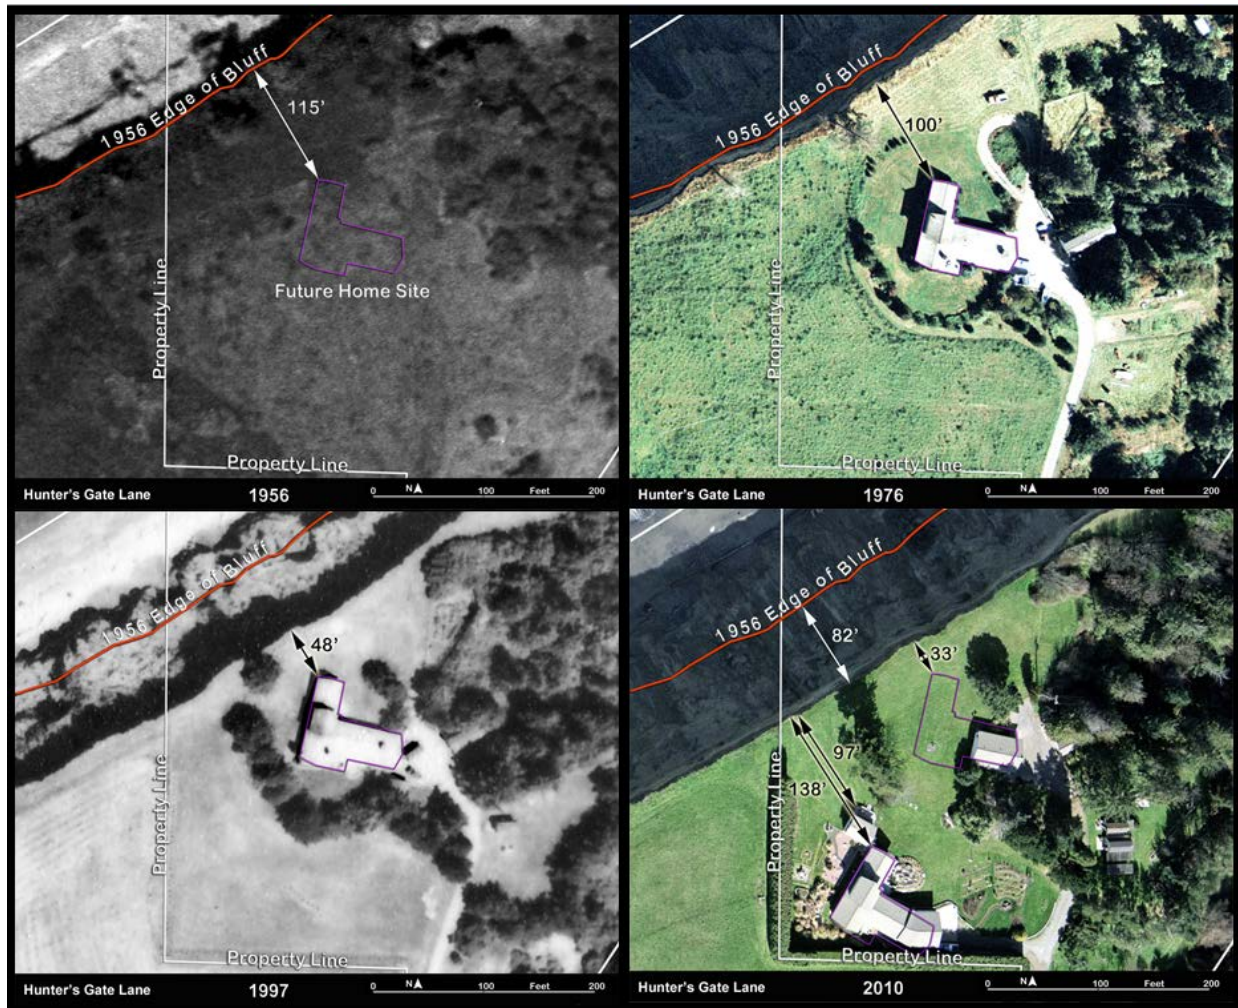 1956 Edge of Bluff
115'
Property Line
Future Home Site
Property Line
Hunter's Gate Lane 1956 0 N 100 Feet 200
1956 Edge of Bluff
100'
Property Line
Property Line
Hunter's Gate Lane 1976 0 N 100 Feet 200
1956 Edge of Bluff
48'
Property Line
Property Line
Hunter's Gate Lane 1997 0 N 100 Feet 200
1956 Edge of Bluff
82'
33'
97'
138'
Property Line
Property Line
Hunter's Gate Lane 2010 0 N 100 Feet 200